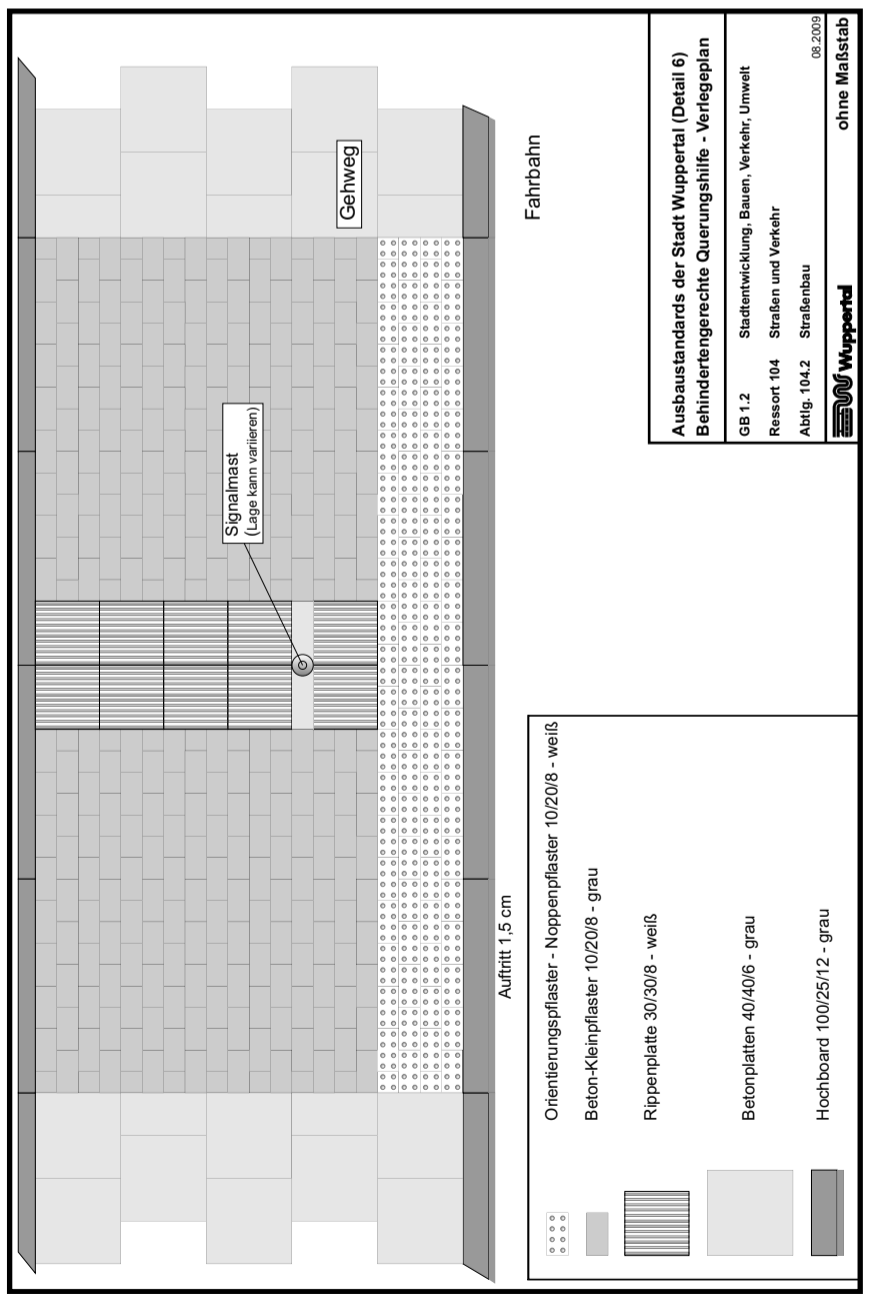 Gehweg
Signalmast
(Lage kann variieren)
Fahrbahn
Auftritt 1,5 cm
Orientierungspflaster - Noppenpflaster 10/20/8 - weiß
Beton-Kleinpflaster 10/20/8 - grau
Rippenplatte 30/30/8 - weiß
Betonplatten 40/40/6 - grau
Hochboard 100/25/12 - grau
Ausbaustandards der Stadt Wuppertal (Detail 6)
Behindertengerechte Querungshilfe - Verlegeplan
GB 1.2 Stadtentwicklung, Bauen, Verkehr, Umwelt
Ressort 104 Straßen und Verkehr
Abtlg. 104.2 Straßenbau
08.2009
Wuppertal
ohne Maßstab